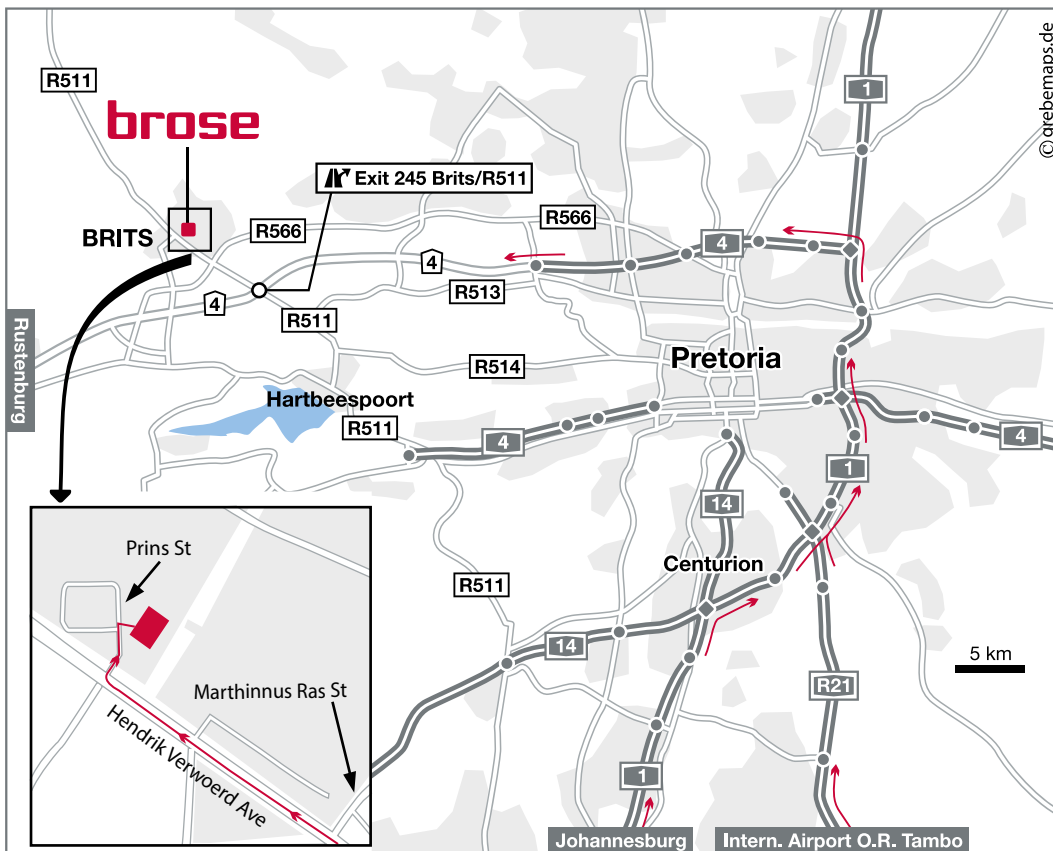 © grebemaps.de
R511
1
brose
Exit 245 Brits/R511
R566
R566
BRITS
4
4
4
R513
R511
Rustenburg
R514
Pretoria
Hartbeespoort
R511
4
4
1
14
Centurion
R511
14
5 km
R21
1
Johannesburg
Intern. Airport O.R. Tambo
Prins St
Marthinnus Ras St
Hendrik Verwoerd Ave